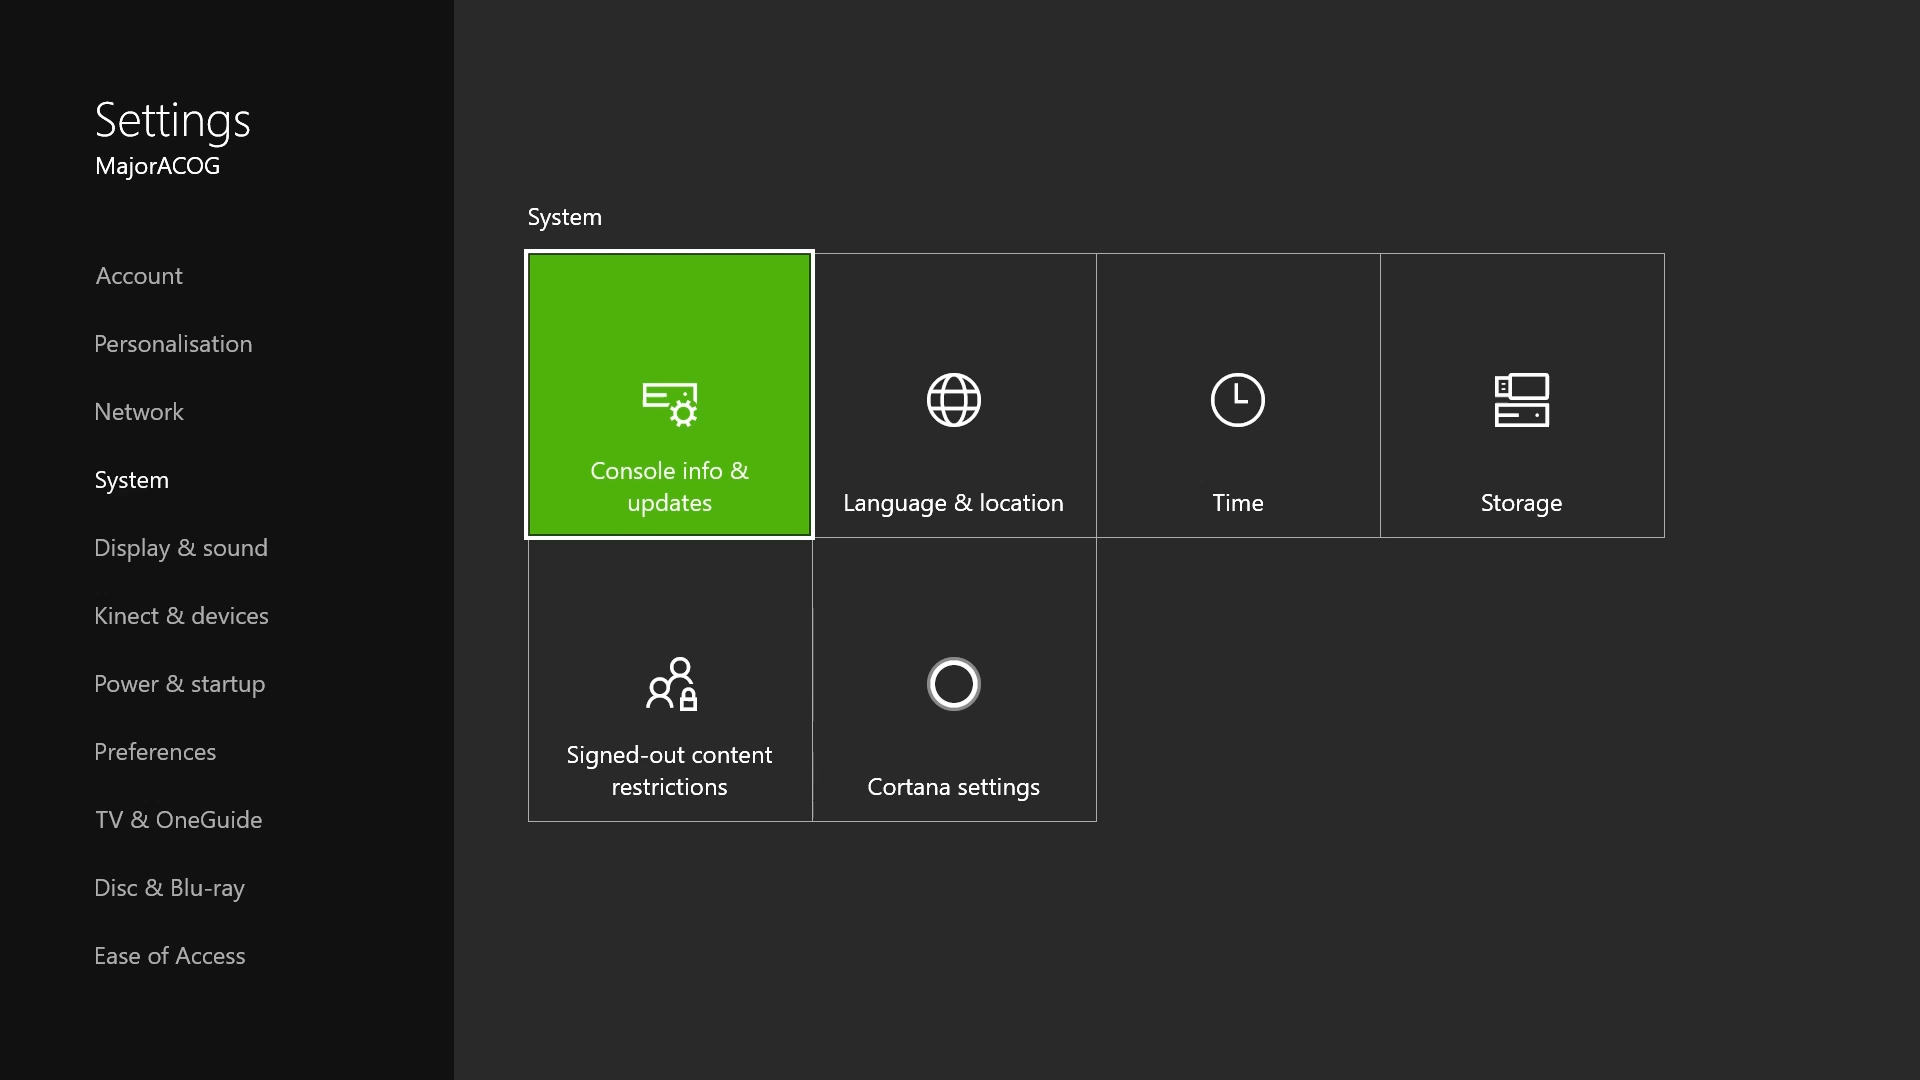 Settings
MajorACOG
Account
Personalisation
Network
System
Display & sound
Kinect & devices
Power & startup
Preferences
TV & OneGuide
Disc & Blu-ray
Ease of Access
System
Console info &
updates
Language & location
Time
Storage
Signed-out content
restrictions
Cortana settings